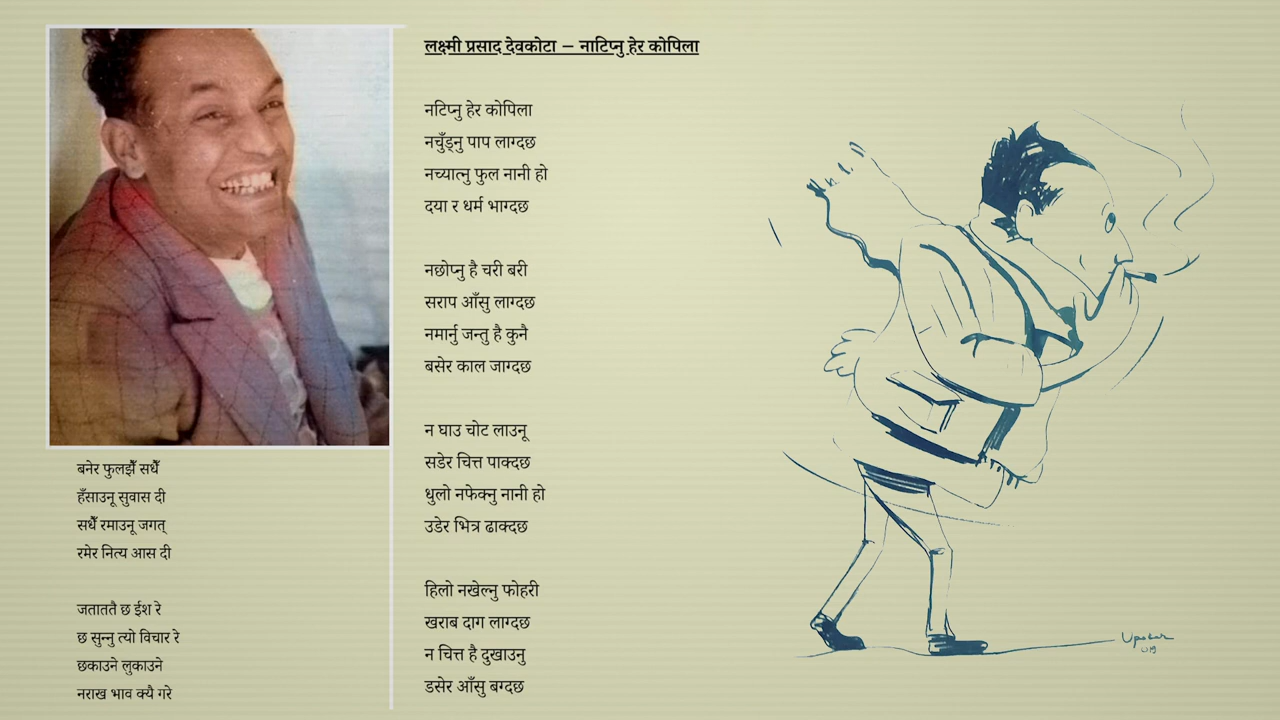 लक्ष्मी प्रसाद देवकोटा – नाटिप्नु हेर कोपिला
नटिप्नु हेर कोपिला
नचुँड्नु पाप लाग्दछ
नच्यात्नु फुल नानी हो
दया र धर्म भाग्दछ
नछोप्नु है चरी बरी
सराप आँसु लाग्दछ
नमार्नु जन्तु है कुनै
बसेर काल जाग्दछ
न घाउ चोट लाउनू
सडेर चित्त पाक्दछ
धुलो नफेक्नु नानी हो
उडेर भित्र ढाक्दछ
हिलो नखेल्नु फोहरी
खराब दाग लाग्दछ
न चित्त है दुखाउनु
डसेर आँसु बग्दछ
बनेर फुलझैँ सधैँ
हँसाउनू सुवास दी
सधैँ रमाउनू जगत्
रमेर नित्य आस दी
जताततै छ ईश रे
छ सुन्नु त्यो विचार रे
छकाउने लुकाउने
नराख भाव क्यै गरे